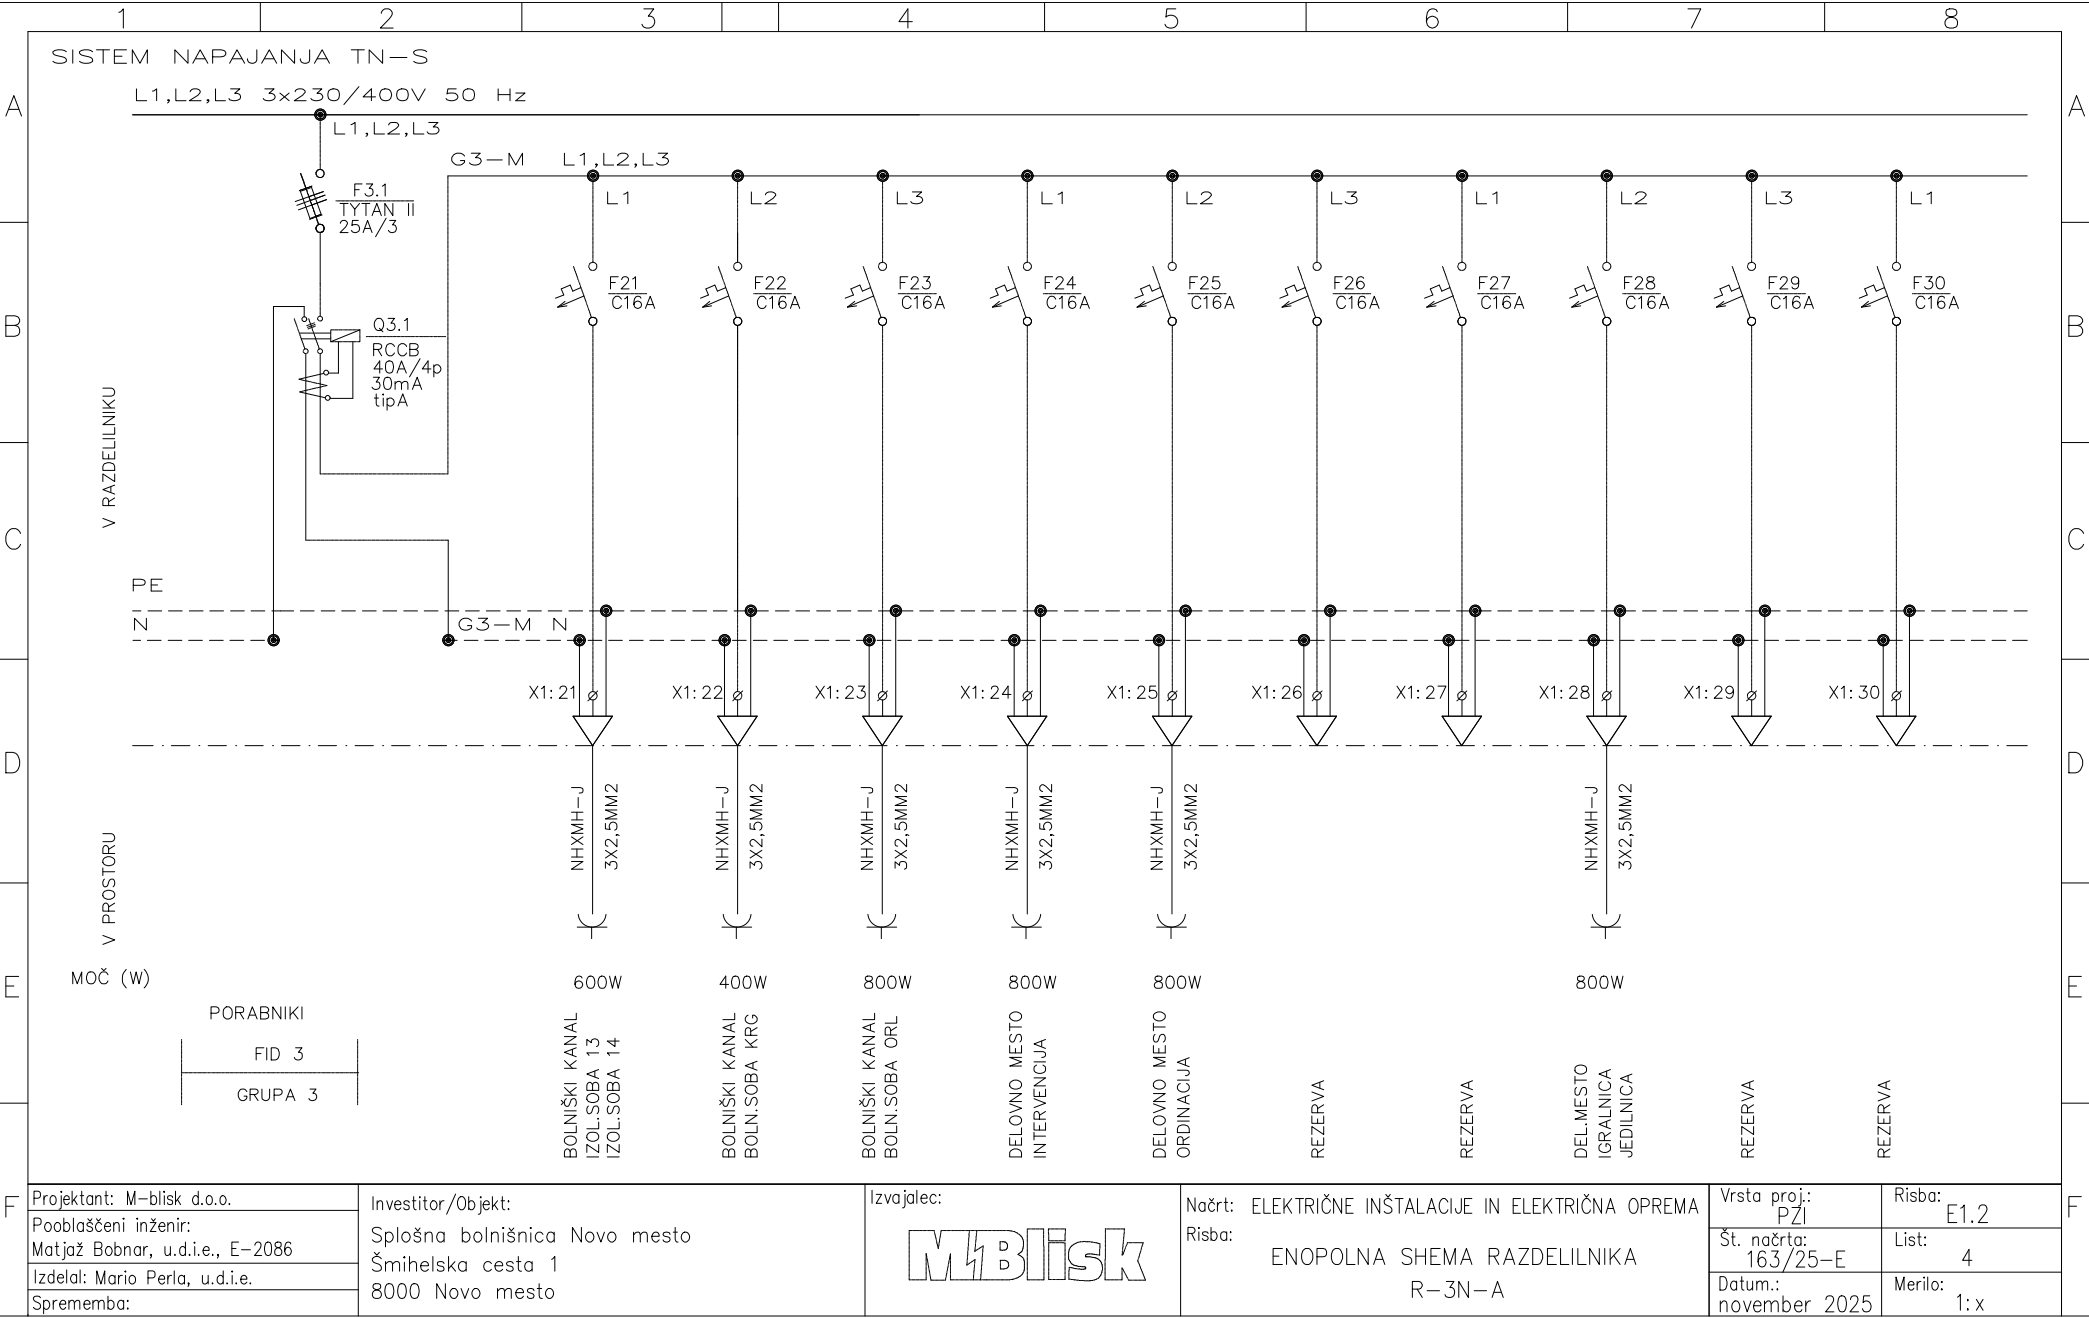 1 2 3 4 5 6 7 8
SISTEM NAPAJANJA TN-S
L1,L2,L3 3x230/400V 50 Hz
A A
L1,L2,L3
G3-M L1,L2,L3
F3.1
TYTAN II
25A/3
L1 L2 L3 L1 L2 L3 L1 L2 L3 L1
F21 F22 F23 F24 F25 F26 F27 F28 F29 F30
C16A C16A C16A C16A C16A C16A C16A C16A C16A C16A
B B
Q3.1
RCCB
40A/4p
30mA
tipA
V RAZDELILNIKU
C C
PE
N
G3-M N
X1:21 X1:22 X1:23 X1:24 X1:25 X1:26 X1:27 X1:28 X1:29 X1:30
D D
NHXMH-J 3X2,5MM2
NHXMH-J 3X2,5MM2
NHXMH-J 3X2,5MM2
NHXMH-J 3X2,5MM2
NHXMH-J 3X2,5MM2
NHXMH-J 3X2,5MM2
V PROSTORU
E E
MOČ (W)
600W 400W 800W 800W 800W 800W
PORABNIKI
FID 3
GRUPA 3
BOLNIŠKI KANAL
IZOL.SOBA 13
IZOL.SOBA 14
BOLNIŠKI KANAL
BOLN.SOBA KRG
BOLNIŠKI KANAL
BOLN.SOBA ORL
DELOVNO MESTO
INTERVENCIJA
DELOVNO MESTO
ORDINACIJA
REZERVA
REZERVA
DEL.MESTO
IGRALNICA
JEDILNICA
REZERVA
REZERVA
F F
Projektant: M-blisk d.o.o.
Pooblaščeni inženir:
Matjaž Bobnar, u.d.i.e., E-2086
Izdelal: Mario Perla, u.d.i.e.
Sprememba:
Investitor/Objekt:
Splošna bolnišnica Novo mesto
Šmihelska cesta 1
8000 Novo mesto
Izvajalec:
MBlisk
Načrt: ELEKTRIČNE INŠTALACIJE IN ELEKTRIČNA OPREMA
Risba:
ENOPOLNA SHEMA RAZDELILNIKA
R-3N-A
Vrsta proj.:
PZI
Št. načrta:
163/25-E
Datum.:
november 2025
Risba:
E1.2
List:
4
Merilo:
1:x